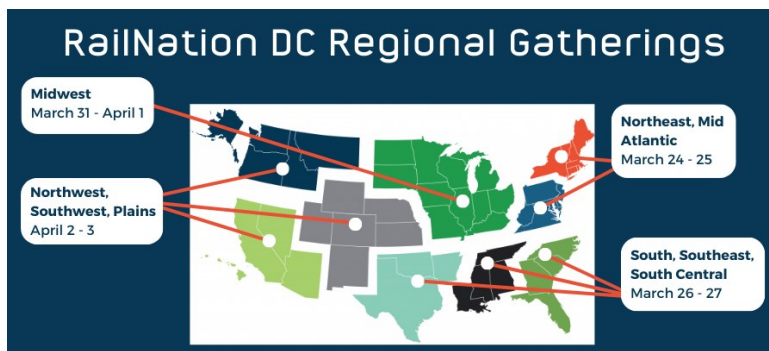 RailNation DC Regional Gatherings
Midwest
March 31 - April 1
Northeast, Mid
Atlantic
March 24 - 25
Northwest,
Southwest, Plains
April 2 - 3
South, Southeast,
South Central
March 26 - 27